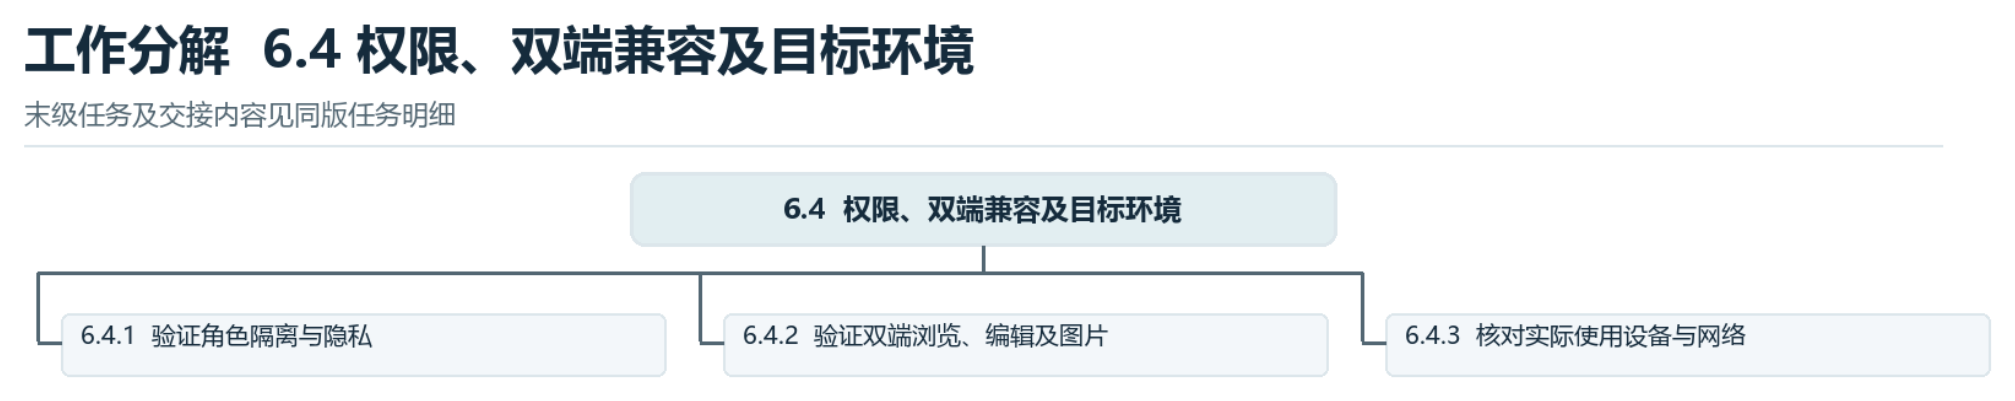 工作分解 6.4 权限、双端兼容及目标环境
末级任务及交接内容见同版任务明细
6.4 权限、双端兼容及目标环境
6.4.1 验证角色隔离与隐私
6.4.2 验证双端浏览、编辑及图片
6.4.3 核对实际使用设备与网络